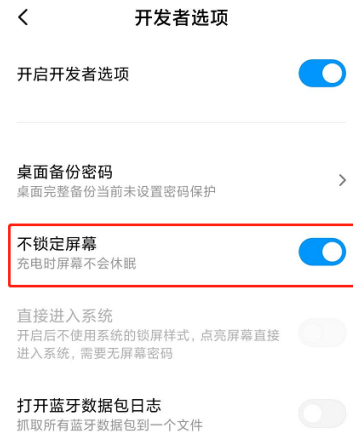 开发者选项
开启开发者选项
桌面备份密码
桌面完整备份当前未设置密码保护
不锁定屏幕
充电时屏幕不会休眠
直接进入系统
开启后不使用系统的锁屏样式，点亮屏幕直接
进入系统，需要无屏幕密码
打开蓝牙数据包日志
抓取所有蓝牙数据包到一个文件